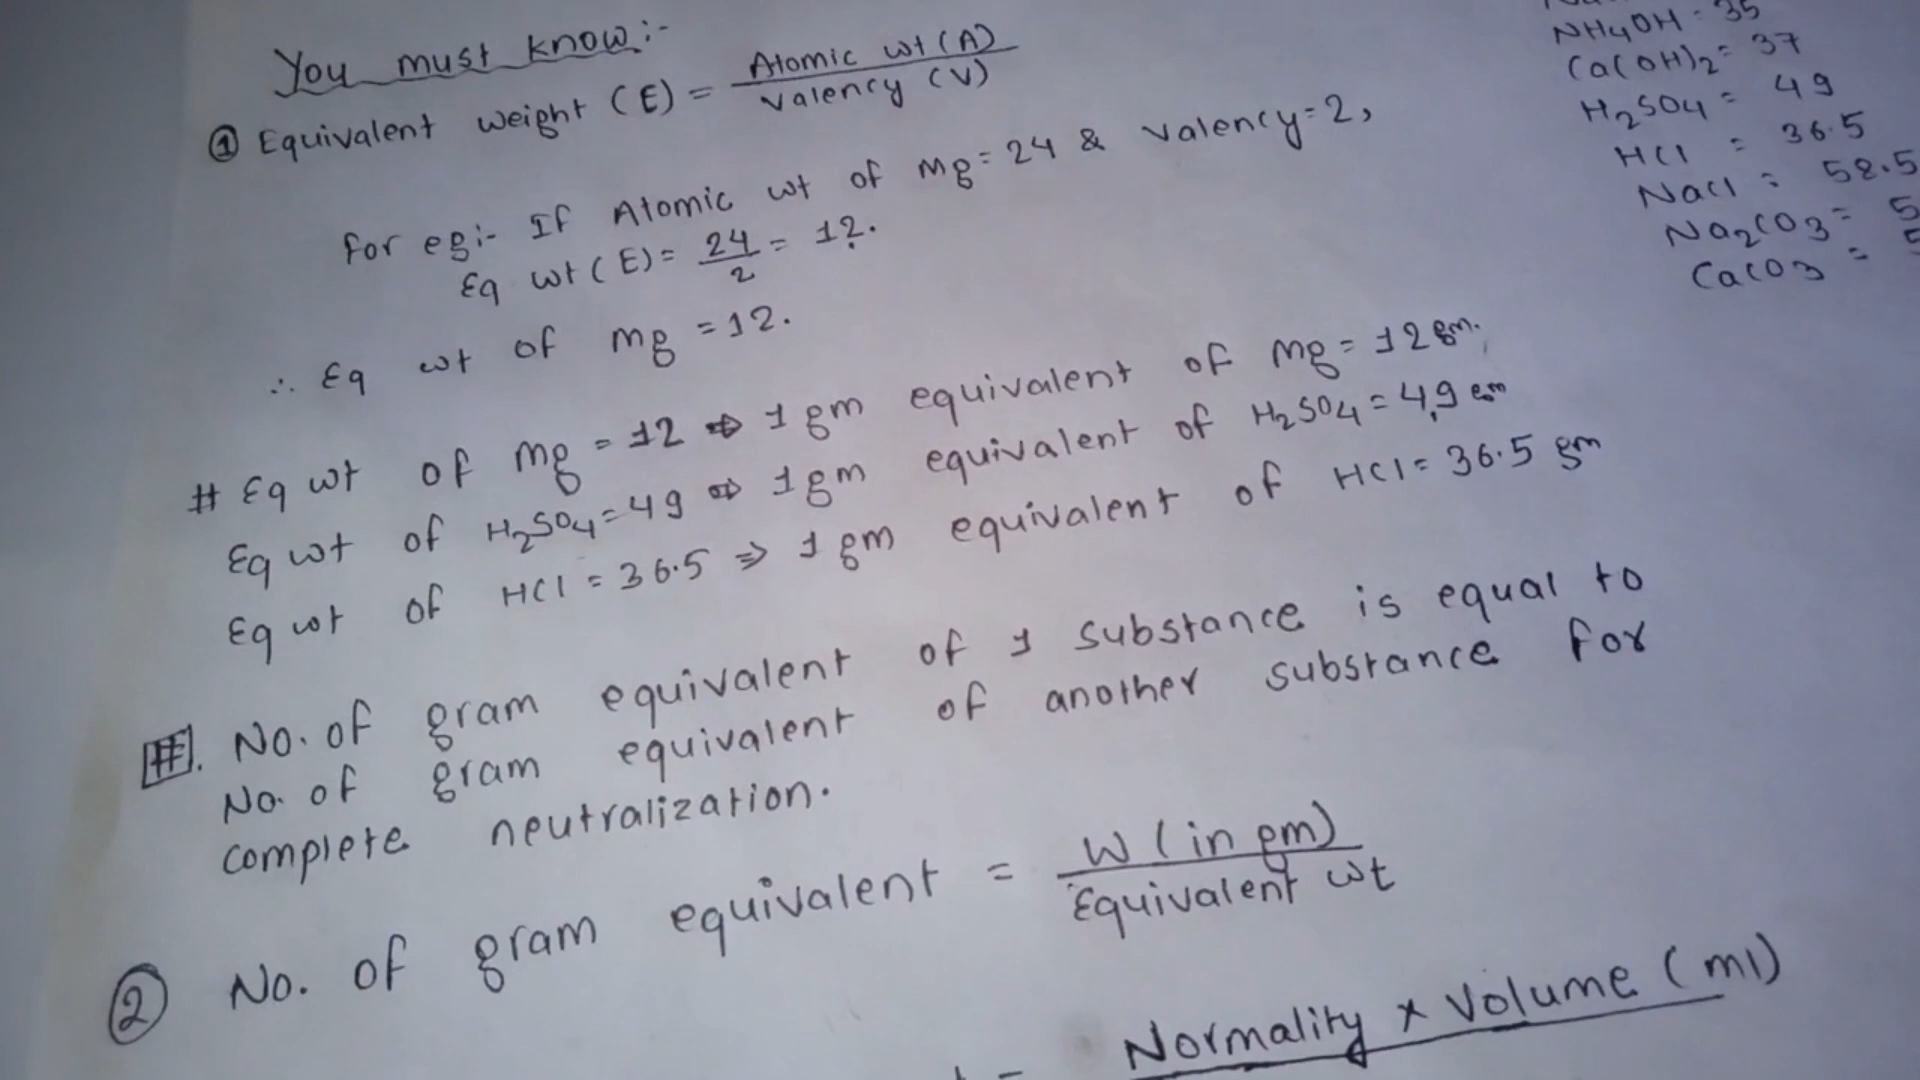 You must know:-
① Equivalent weight (E) = Atomic wt (A) / Valency (V)
For eg:- If Atomic wt of Mg = 24 & valency = 2,
Eq wt (E) = 24/2 = 12.
∴ Eq wt of Mg = 12.
# Eq wt of Mg = 12 ⇒ 1 gm equivalent of Mg = 12 gm.
Eq wt of H2SO4 = 49 ⇒ 1 gm equivalent of H2SO4 = 49 gm
Eq wt of HCl = 36.5 ⇒ 1 gm equivalent of HCl = 36.5 gm
#. No. of gram equivalent of 1 substance is equal to
No. of gram equivalent of another substance for
complete neutralization.
② No. of gram equivalent = W (in gm) / Equivalent wt
Normality x Volume (ml)
NH4OH = 35
Ca(OH)2 = 37
H2SO4 = 49
HCl = 36.5
NaCl = 58.5
Na2CO3 = 5
CaCO3 =